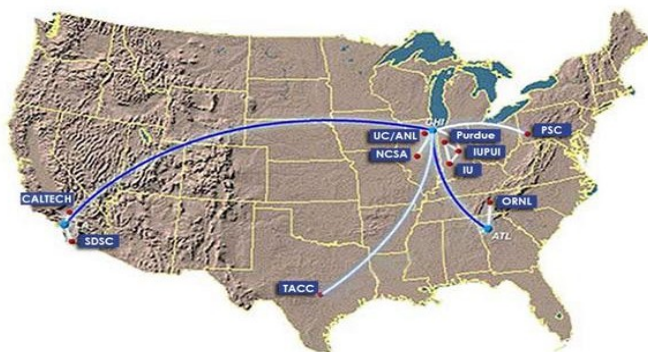 CHI
UC/ANL
Purdue
PSC
NCSA
IUPUI
IU
CALTECH
ORNL
SDSC
ATL
TACC